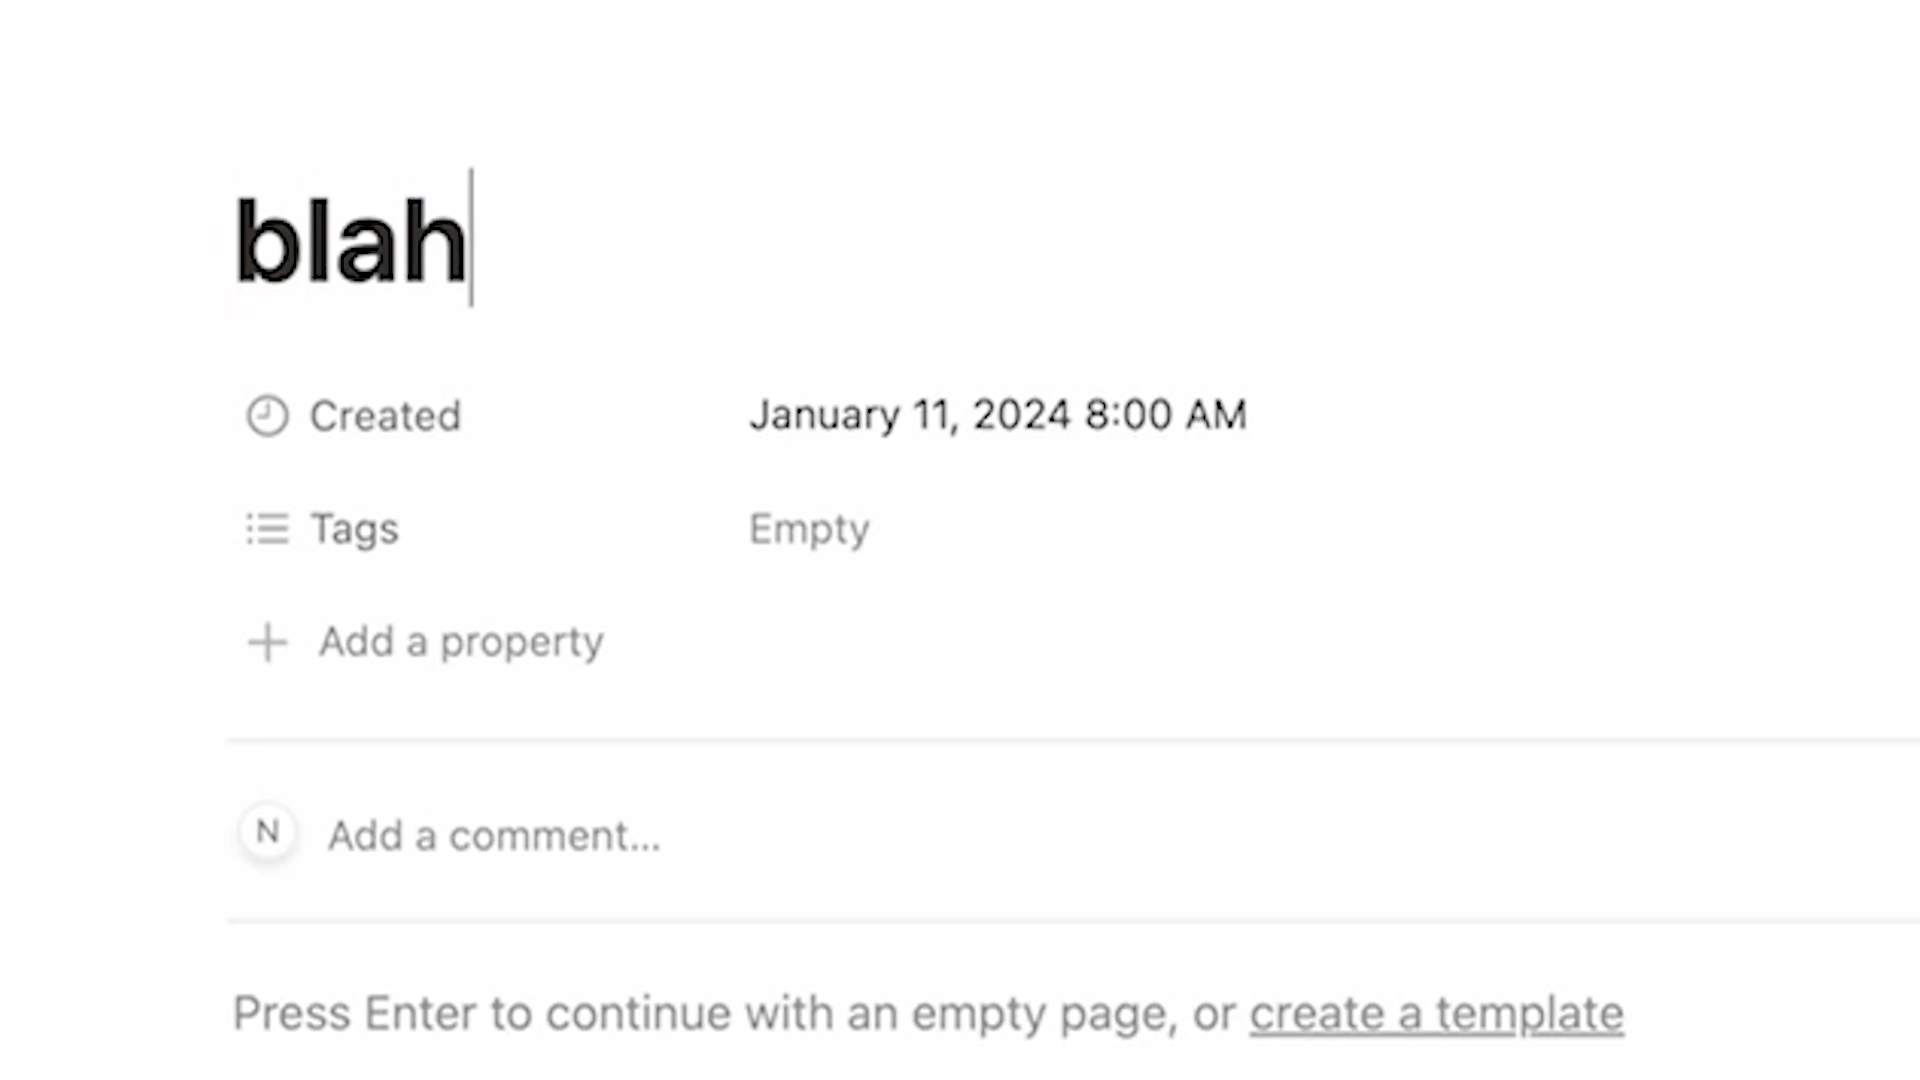 blah
Created January 11, 2024 8:00 AM
Tags Empty
Add a property
N Add a comment...
Press Enter to continue with an empty page, or create a template